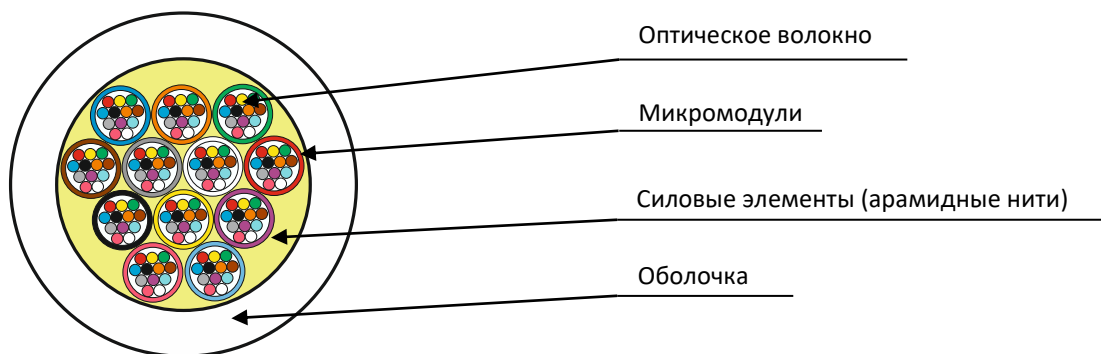 Оптическое волокно
Микромодули
Силовые элементы (арамидные нити)
Оболочка